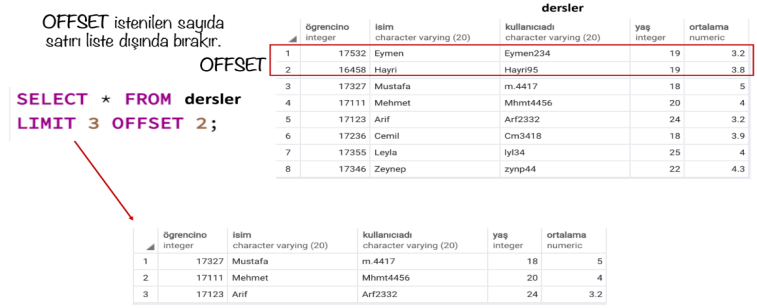 OFFSET istenilen sayıda
satırı liste dışında bırakır.
OFFSET
SELECT * FROM dersler
LIMIT 3 OFFSET 2;
dersler
ögrencino isim kullanıcıadı yaş ortalama
integer character varying (20) character varying (20) integer numeric
1 17532 Eymen Eymen234 19 3.2
2 16458 Hayri Hayri95 19 3.8
3 17327 Mustafa m.4417 18 5
4 17111 Mehmet Mhmt4456 20 4
5 17123 Arif Arf2332 24 3.2
6 17236 Cemil Cm3418 18 3.9
7 17355 Leyla lyl34 25 4
8 17346 Zeynep zynp44 22 4.3
ögrencino isim kullanıcıadı yaş ortalama
integer character varying (20) character varying (20) integer numeric
1 17327 Mustafa m.4417 18 5
2 17111 Mehmet Mhmt4456 20 4
3 17123 Arif Arf2332 24 3.2